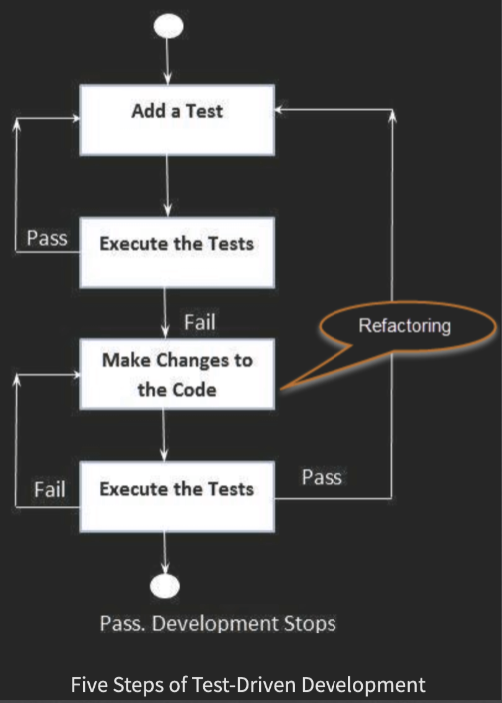 Add a Test
Pass
Execute the Tests
Fail
Refactoring
Make Changes to
the Code
Fail
Execute the Tests
Pass
Pass. Development Stops
Five Steps of Test-Driven Development